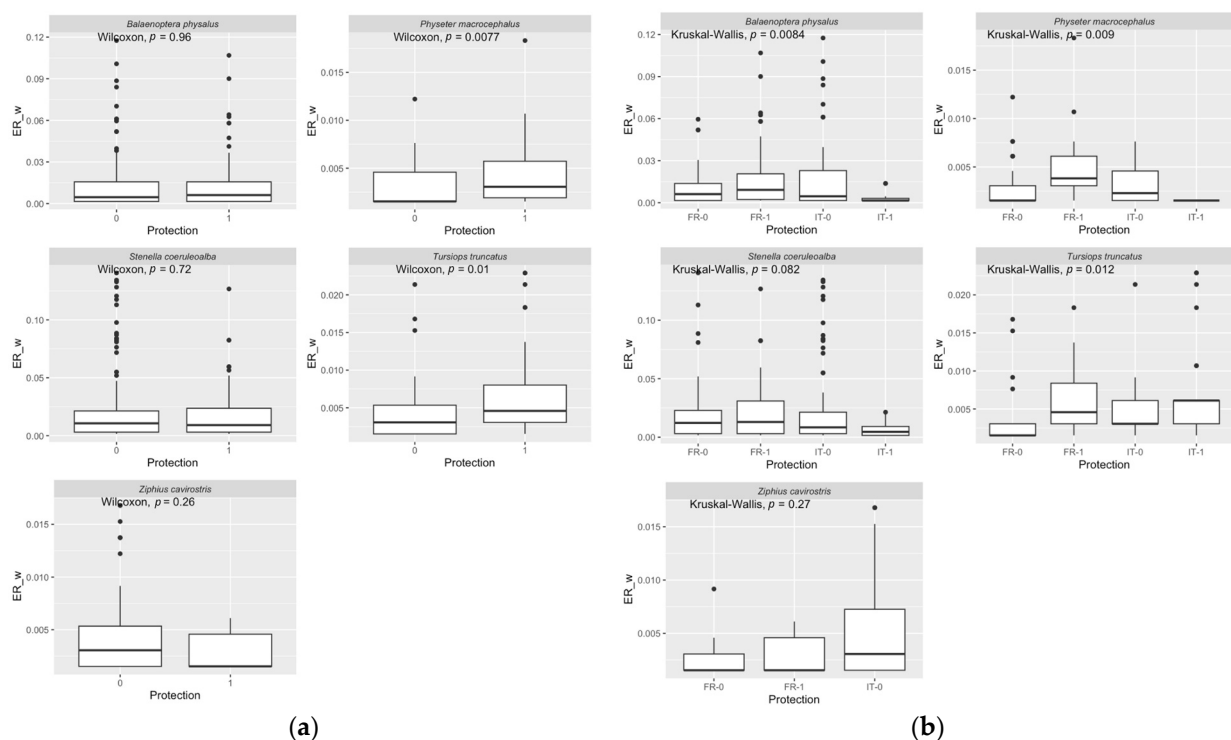 Balaenoptera physalus
Wilcoxon, p = 0.96
ER_w
0.12
0.09
0.06
0.03
0.00
0 1
Protection
Physeter macrocephalus
Wilcoxon, p = 0.0077
ER_w
0.015
0.010
0.005
0 1
Protection
Stenella coeruleoalba
Wilcoxon, p = 0.72
ER_w
0.10
0.05
0.00
0 1
Protection
Tursiops truncatus
Wilcoxon, p = 0.01
ER_w
0.020
0.015
0.010
0.005
0 1
Protection
Ziphius cavirostris
Wilcoxon, p = 0.26
ER_w
0.015
0.010
0.005
0 1
Protection
(a)
Balaenoptera physalus
Kruskal-Wallis, p = 0.0084
ER_w
0.12
0.09
0.06
0.03
0.00
FR-0 FR-1 IT-0 IT-1
Protection
Physeter macrocephalus
Kruskal-Wallis, p = 0.009
ER_w
0.015
0.010
0.005
FR-0 FR-1 IT-0 IT-1
Protection
Stenella coeruleoalba
Kruskal-Wallis, p = 0.082
ER_w
0.10
0.05
0.00
FR-0 FR-1 IT-0 IT-1
Protection
Tursiops truncatus
Kruskal-Wallis, p = 0.012
ER_w
0.020
0.015
0.010
0.005
FR-0 FR-1 IT-0 IT-1
Protection
Ziphius cavirostris
Kruskal-Wallis, p = 0.27
ER_w
0.015
0.010
0.005
FR-0 FR-1 IT-0
Protection
(b)